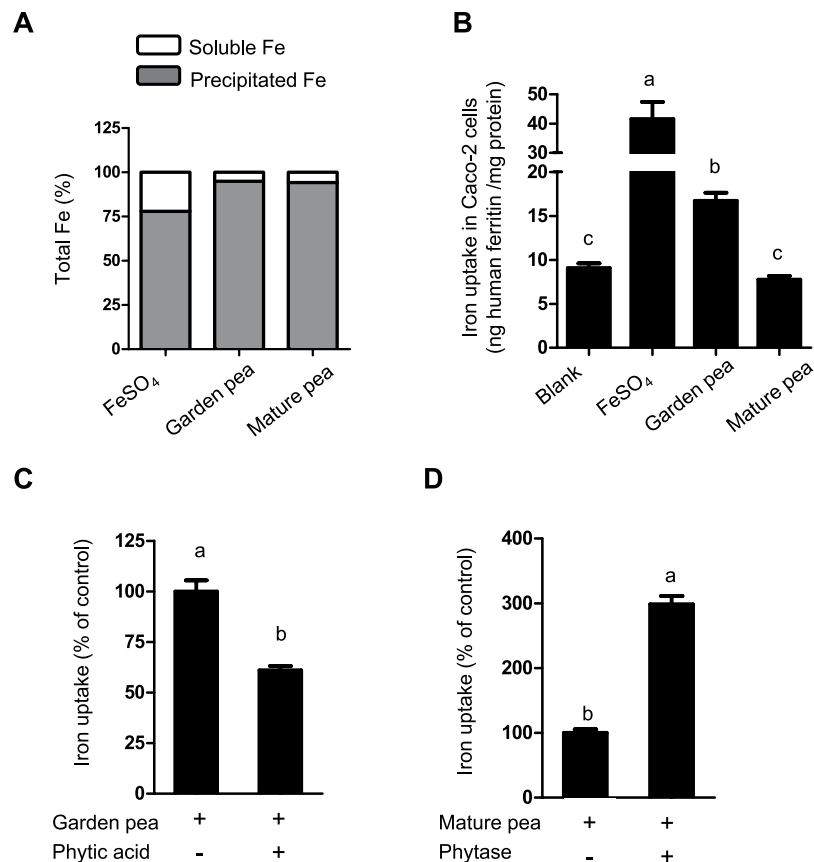 A
Soluble Fe
Precipitated Fe
Total Fe (%)
125
100
75
50
25
0
FeSO₄
Garden pea
Mature pea
B
Iron uptake in Caco-2 cells
(ng human ferritin /mg protein)
50
40
30
20
15
10
5
0
c
a
b
c
Blank
FeSO₄
Garden pea
Mature pea
C
Iron uptake (% of control)
125
100
75
50
25
0
a
b
Garden pea + +
Phytic acid - +
D
Iron uptake (% of control)
400
300
200
100
0
b
a
Mature pea + +
Phytase - +